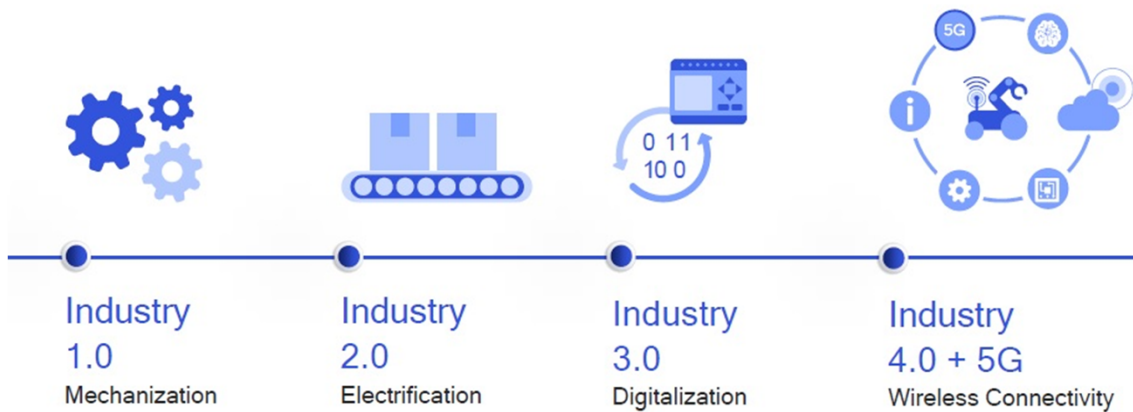 5G
i
0 11
10 0
Industry
1.0
Mechanization
Industry
2.0
Electrification
Industry
3.0
Digitalization
Industry
4.0 + 5G
Wireless Connectivity